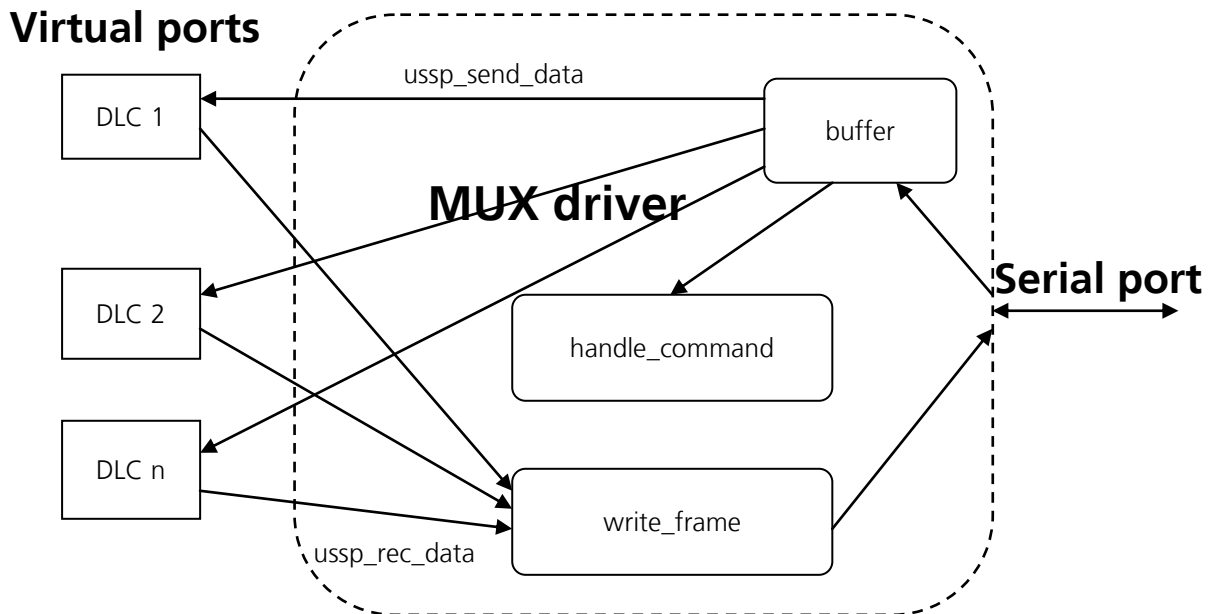 Virtual ports
ussp_send_data
DLC 1
buffer
MUX driver
Serial port
DLC 2
handle_command
DLC n
write_frame
ussp_rec_data